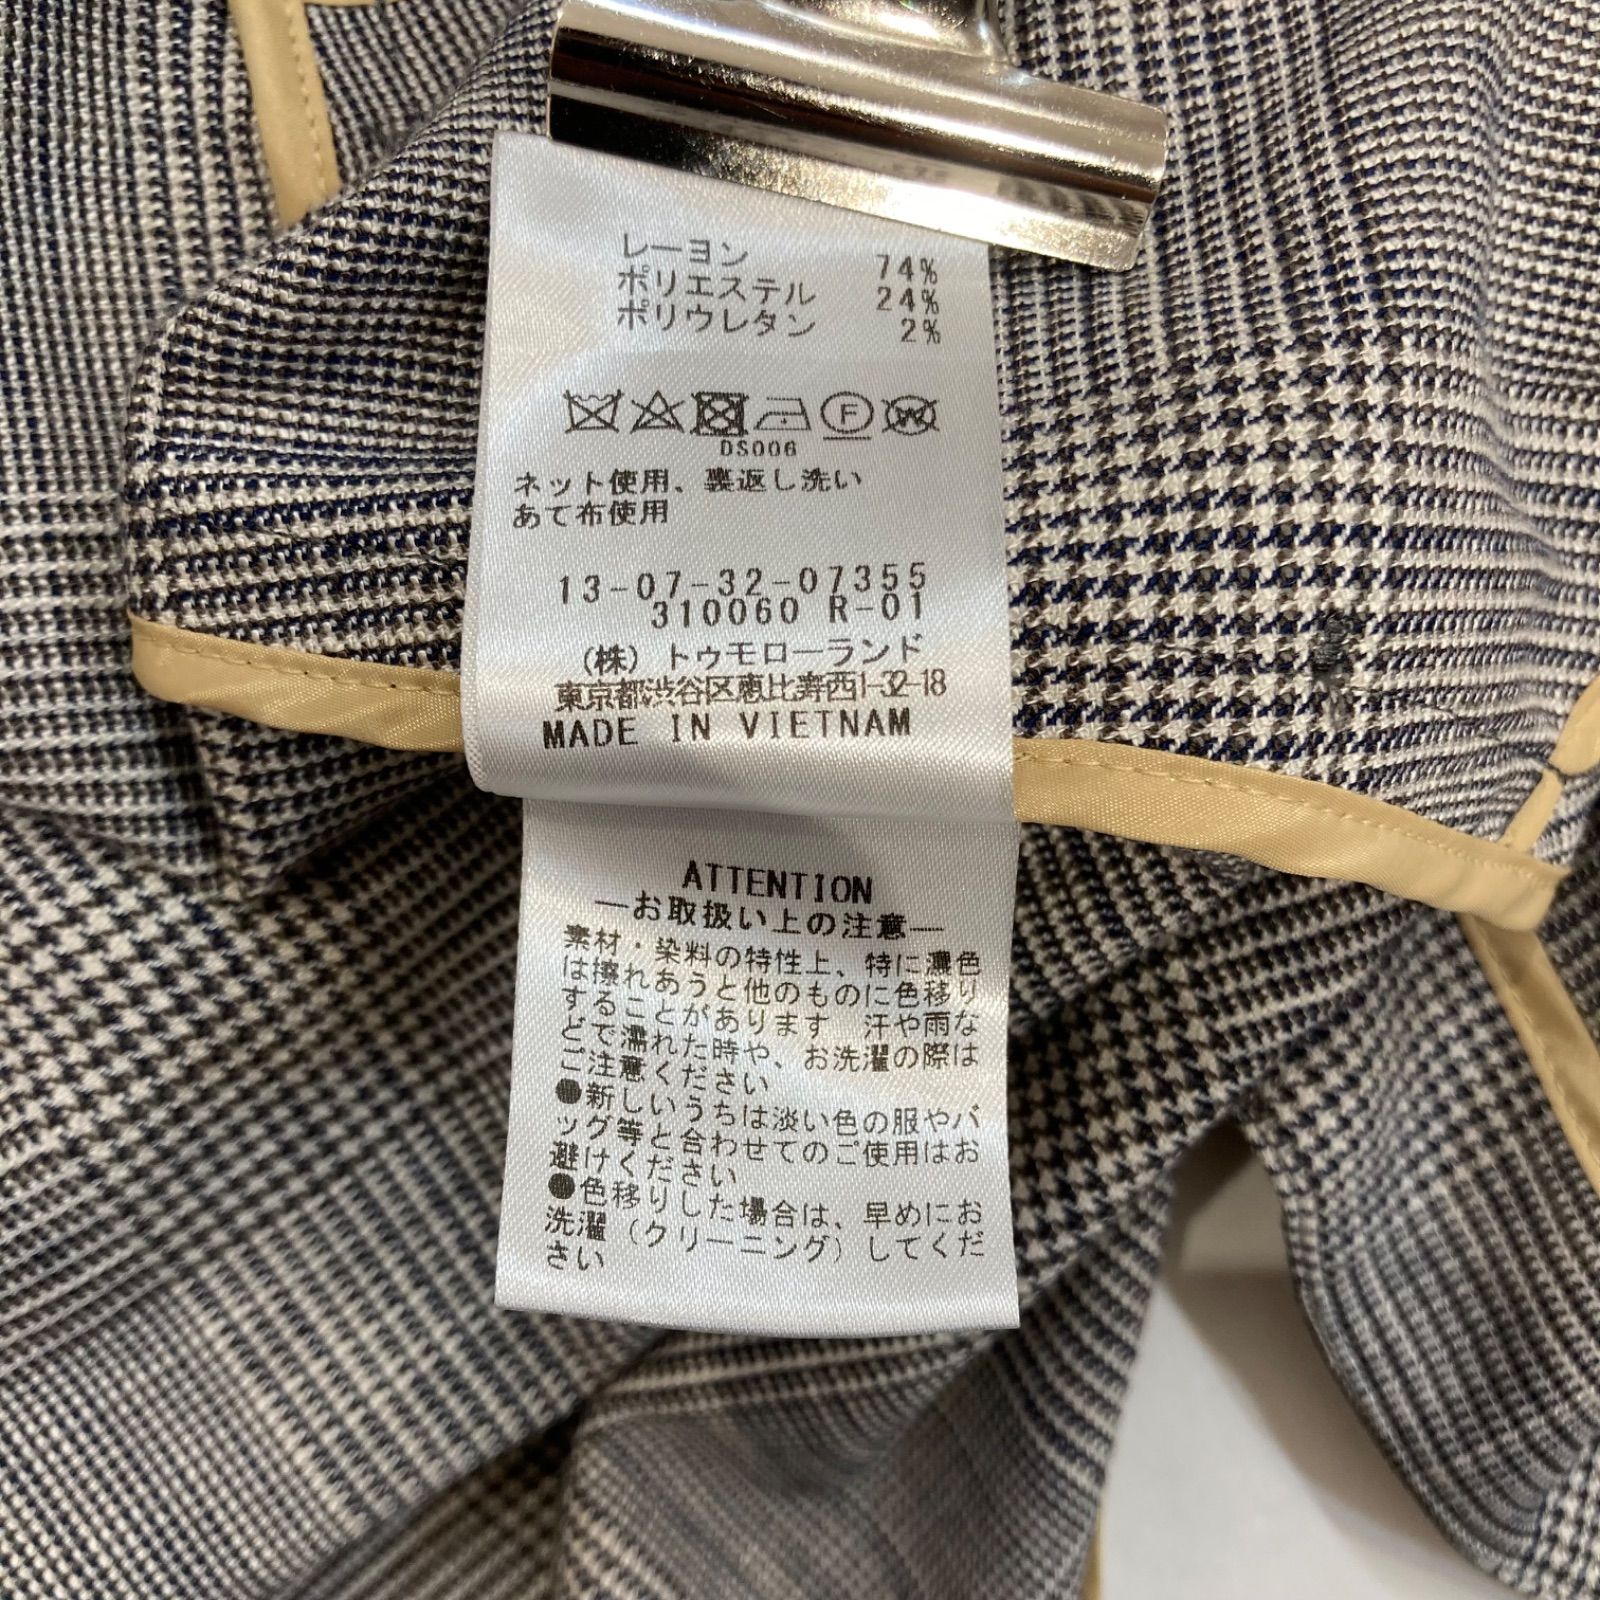 レーヨン 74%
ポリエステル 24%
ポリウレタン 2%
F W
DS006
ネット使用、裏返し洗い
あて布使用
13-07-32-07355
310060 R-01
(株)トゥモローランド
東京都渋谷区恵比寿西1-32-18
MADE IN VIETNAM
ATTENTION
―お取扱い上の注意―
素材・染料の特性上、特に濃色
は擦れあうと他のものに色移り
することがあります 汗や雨な
どで濡れた時や、お洗濯の際は
ご注意ください
●新しいうちは淡い色の服やバ
ッグ等と合わせてのご使用はお
避けください
●色移りした場合は、早めにお
洗濯(クリーニング)してくだ
さい